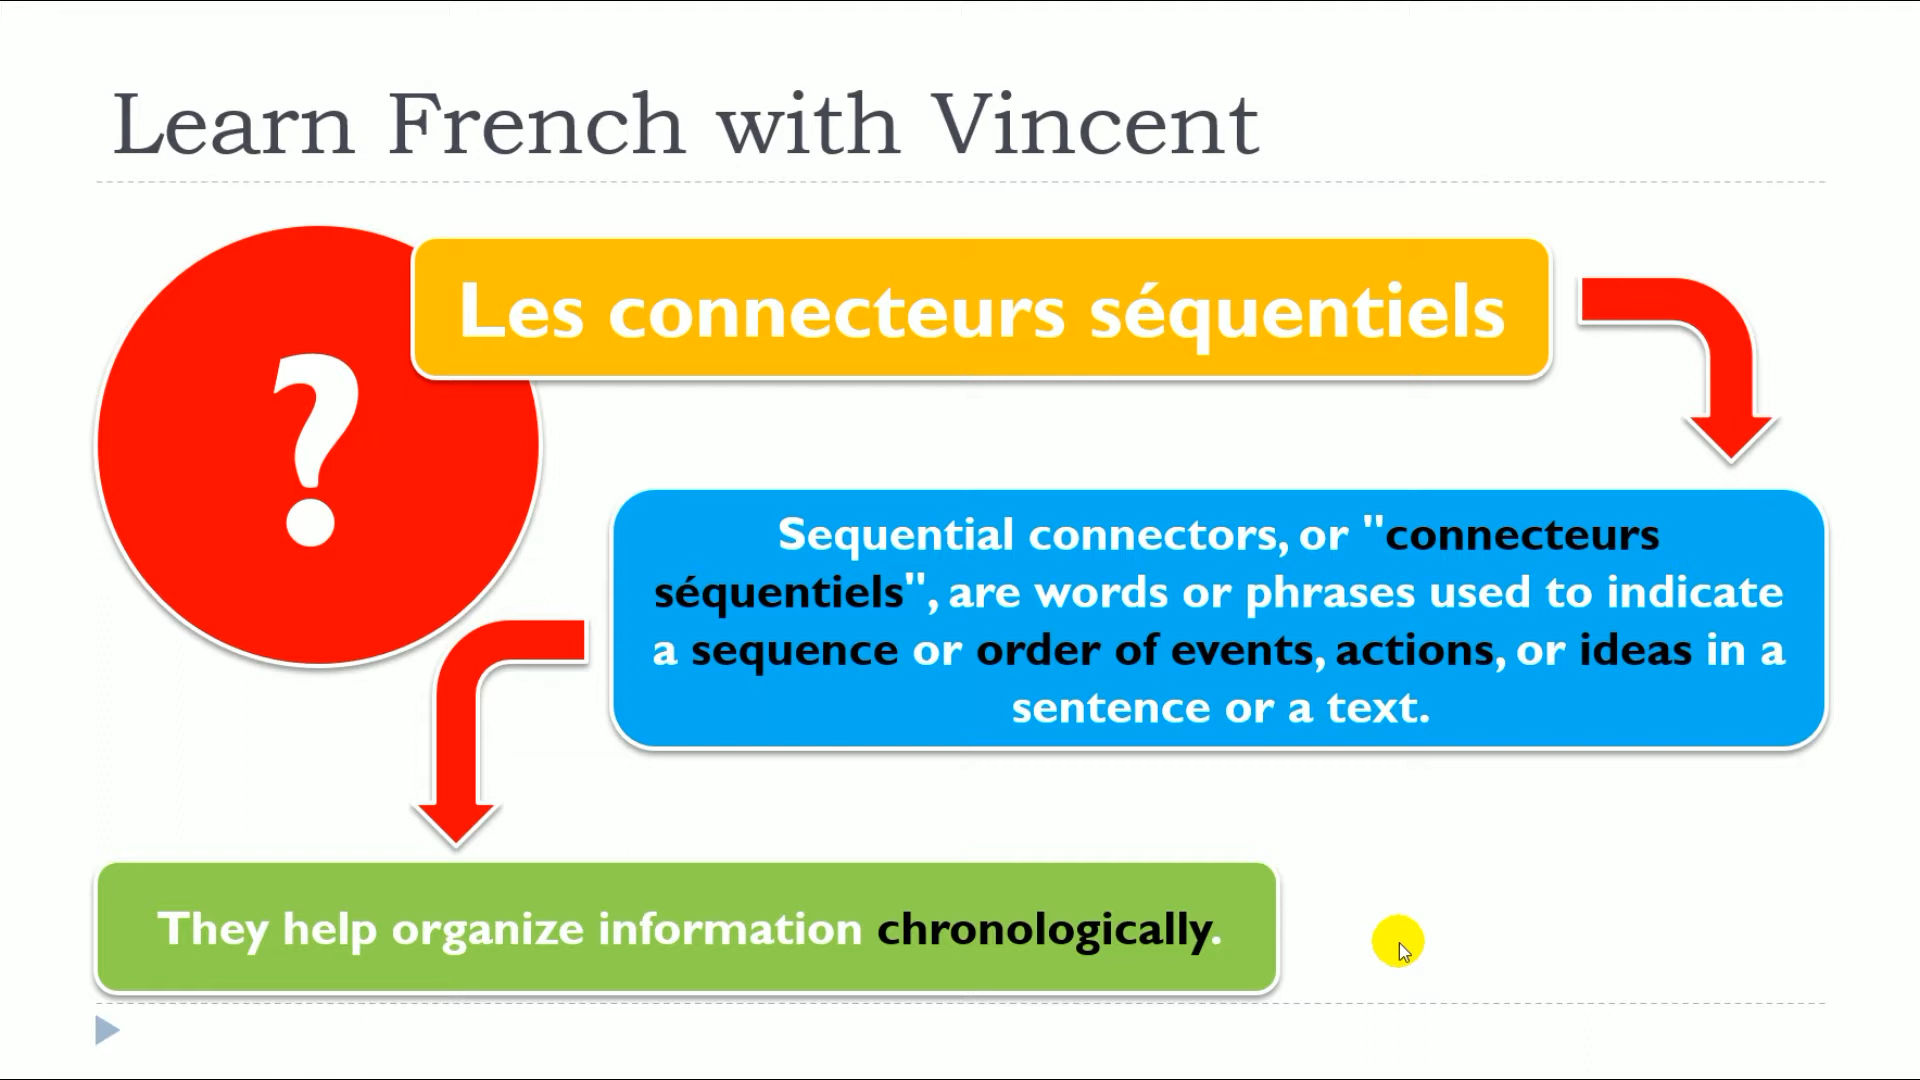 Learn French with Vincent
?
Les connecteurs séquentiels
Sequential connectors, or "connecteurs
séquentiels", are words or phrases used to indicate
a sequence or order of events, actions, or ideas in a
sentence or a text.
They help organize information chronologically.